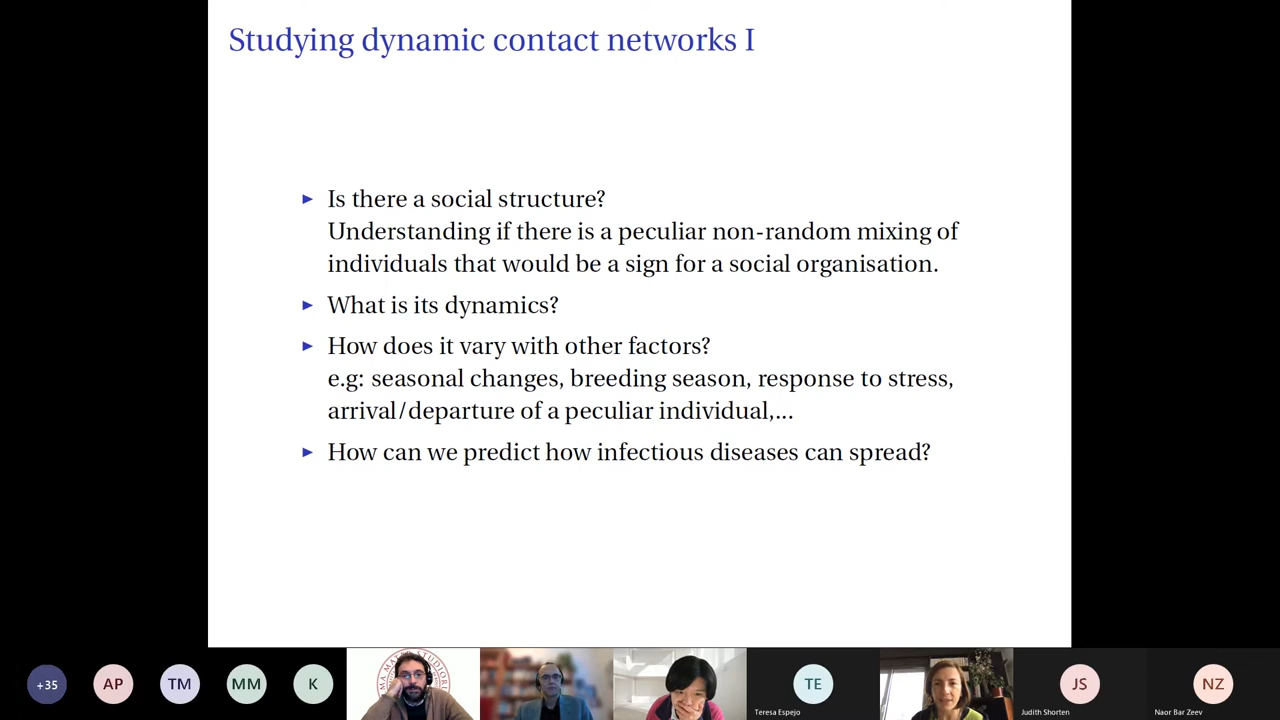 Studying dynamic contact networks I
► Is there a social structure?
Understanding if there is a peculiar non-random mixing of
individuals that would be a sign for a social organisation.
► What is its dynamics?
► How does it vary with other factors?
e.g: seasonal changes, breeding season, response to stress,
arrival/departure of a peculiar individual,...
► How can we predict how infectious diseases can spread?
+35
AP
TM
MM
K
TE
Teresa Espejo
JS
Judith Shorten
NZ
Naor Bar Zeev